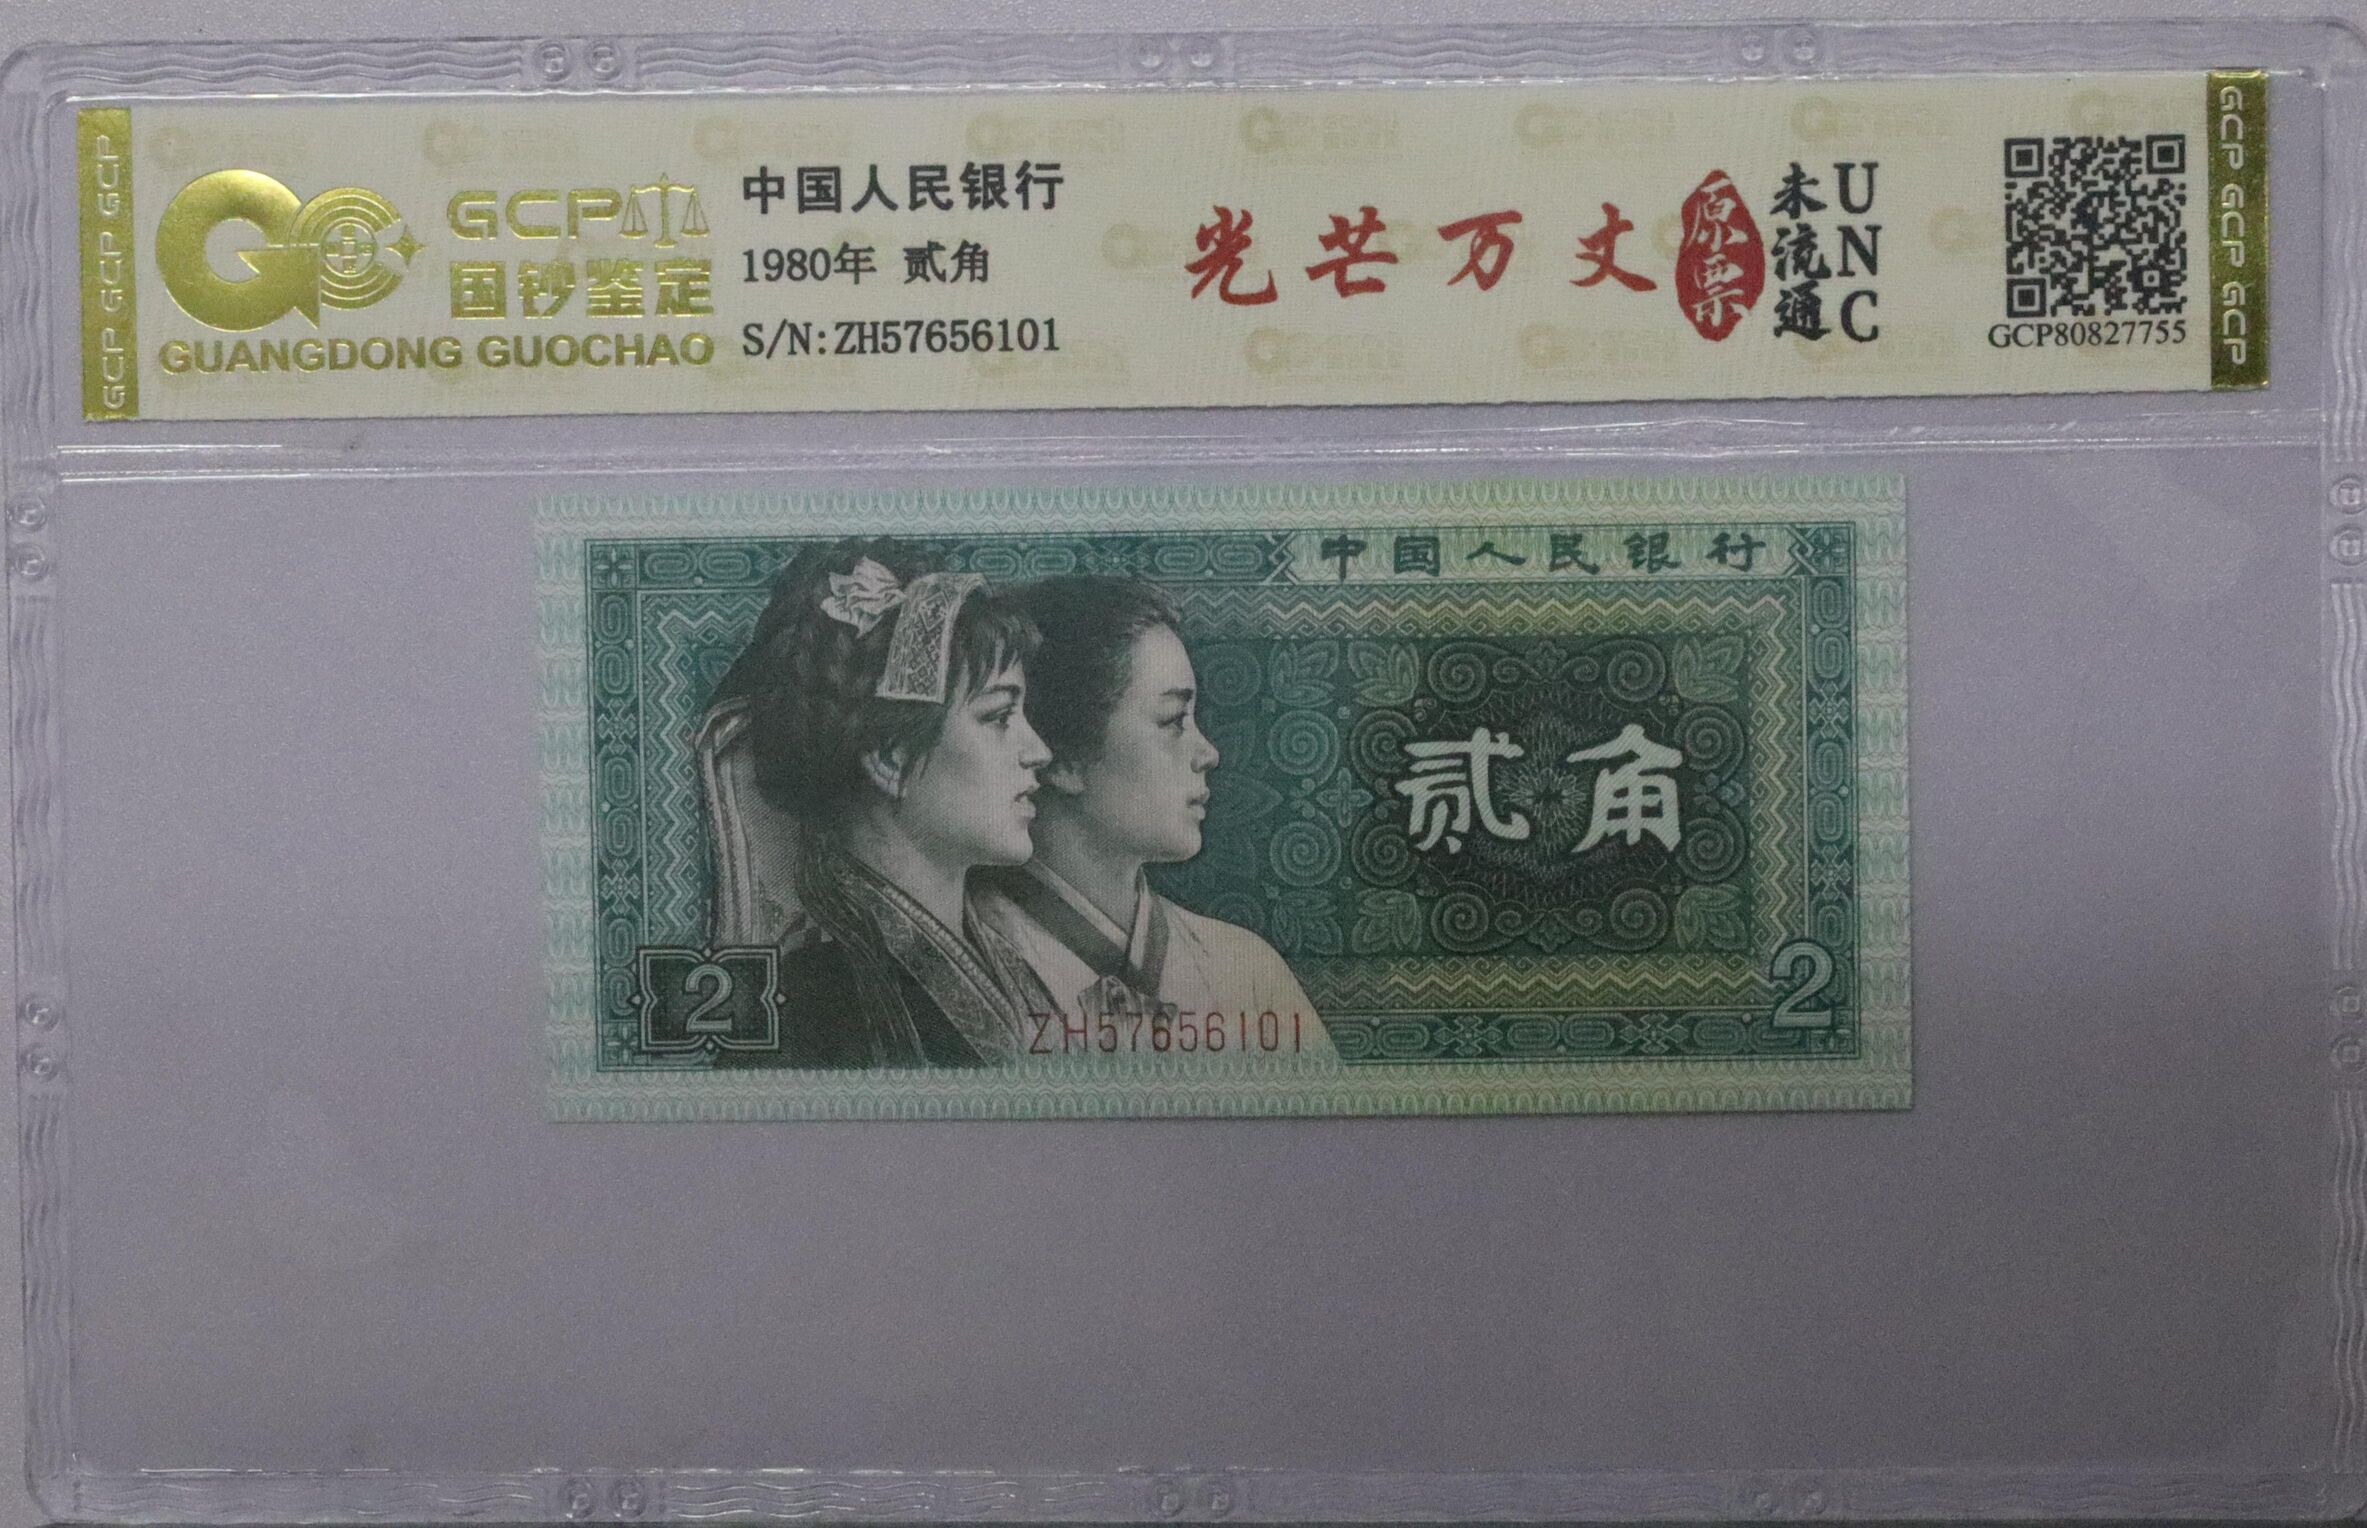 GCP GCP GCP
GCP
国钞鉴定
GUANGDONG GUOCHAO
中国人民银行
1980年 贰角
S/N:ZH57656101
光芒万丈
原票
未流通
UNC
GCP80827755
GCP GCP GCP
中国人民银行
贰角
2
2
ZH57656101